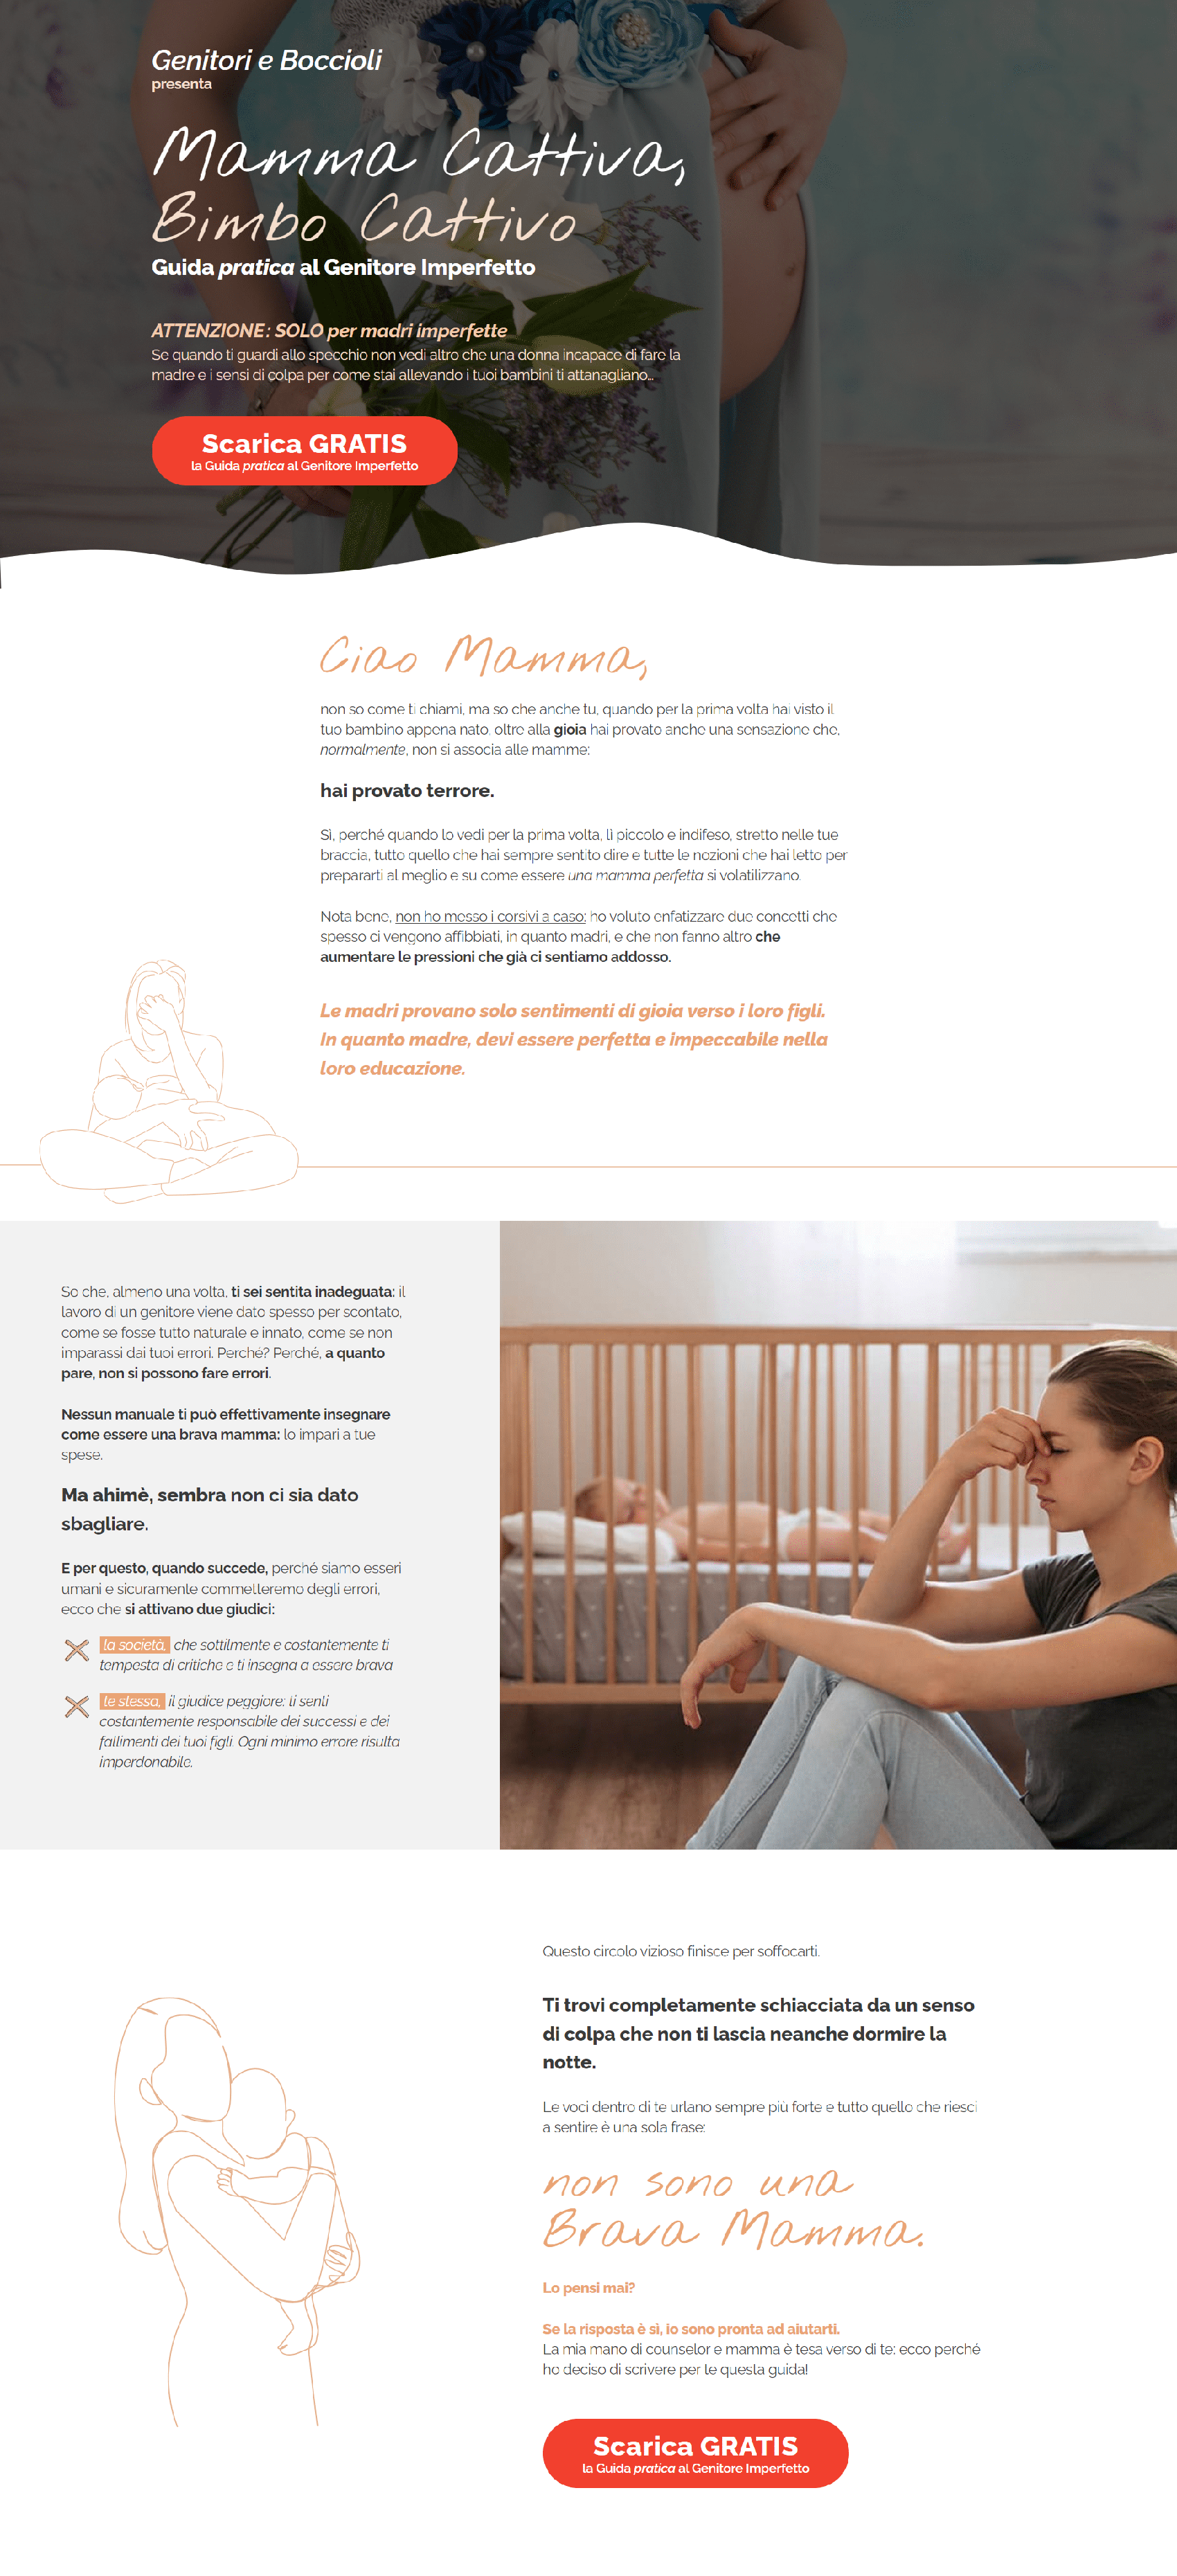 Genitori e Boccioli
presenta
Mamma Cattiva,
Bimbo Cattivo
Guida pratica al Genitore Imperfetto
ATTENZIONE: SOLO per madri imperfette
Se quando ti guardi allo specchio non vedi altro che una donna incapace di fare la
madre e i sensi di colpa per come stai allevando i tuoi bambini ti attanagliano...
Scarica GRATIS
la Guida pratica al Genitore Imperfetto
Ciao Mamma,
non so come ti chiami, ma so che anche tu, quando per la prima volta hai visto il
tuo bambino appena nato, oltre alla gioia hai provato anche una sensazione che,
normalmente, non si associa alle mamme:
hai provato terrore.
Sì, perché quando lo vedi per la prima volta, lì piccolo e indifeso, stretto nelle tue
braccia, tutto quello che hai sempre sentito dire e tutte le nozioni che hai letto per
prepararti al meglio e su come essere una mamma perfetta si volatilizzano.
Nota bene, non ho messo i corsivi a caso: ho voluto enfatizzare due concetti che
spesso ci vengono affibbiati, in quanto madri, e che non fanno altro che
aumentare le pressioni che già ci sentiamo addosso.
Le madri provano solo sentimenti di gioia verso i loro figli.
In quanto madre, devi essere perfetta e impeccabile nella
loro educazione.
So che, almeno una volta, ti sei sentita inadeguata: il
lavoro di un genitore viene dato spesso per scontato,
come se fosse tutto naturale e innato, come se non
imparassi dai tuoi errori. Perché? Perché, a quanto
pare, non si possono fare errori.
Nessun manuale ti può effettivamente insegnare
come essere una brava mamma: lo impari a tue
spese.
Ma ahimè, sembra non ci sia dato
sbagliare.
E per questo, quando succede, perché siamo esseri
umani e sicuramente commetteremo degli errori,
ecco che si attivano due giudici:
la società, che sottilmente e costantemente ti
tempesta di critiche e ti insegna a essere brava
te stessa, il giudice peggiore: ti senti
costantemente responsabile dei successi e dei
fallimenti dei tuoi figli. Ogni minimo errore risulta
imperdonabile.
Questo circolo vizioso finisce per soffocarti.
Ti trovi completamente schiacciata da un senso
di colpa che non ti lascia neanche dormire la
notte.
Le voci dentro di te urlano sempre più forte e tutto quello che riesci
a sentire è una sola frase:
non sono una
Brava Mamma.
Lo pensi mai?
Se la risposta è sì, io sono pronta ad aiutarti.
La mia mano di counselor e mamma è tesa verso di te: ecco perché
ho deciso di scrivere per te questa guida!
Scarica GRATIS
la Guida pratica al Genitore Imperfetto